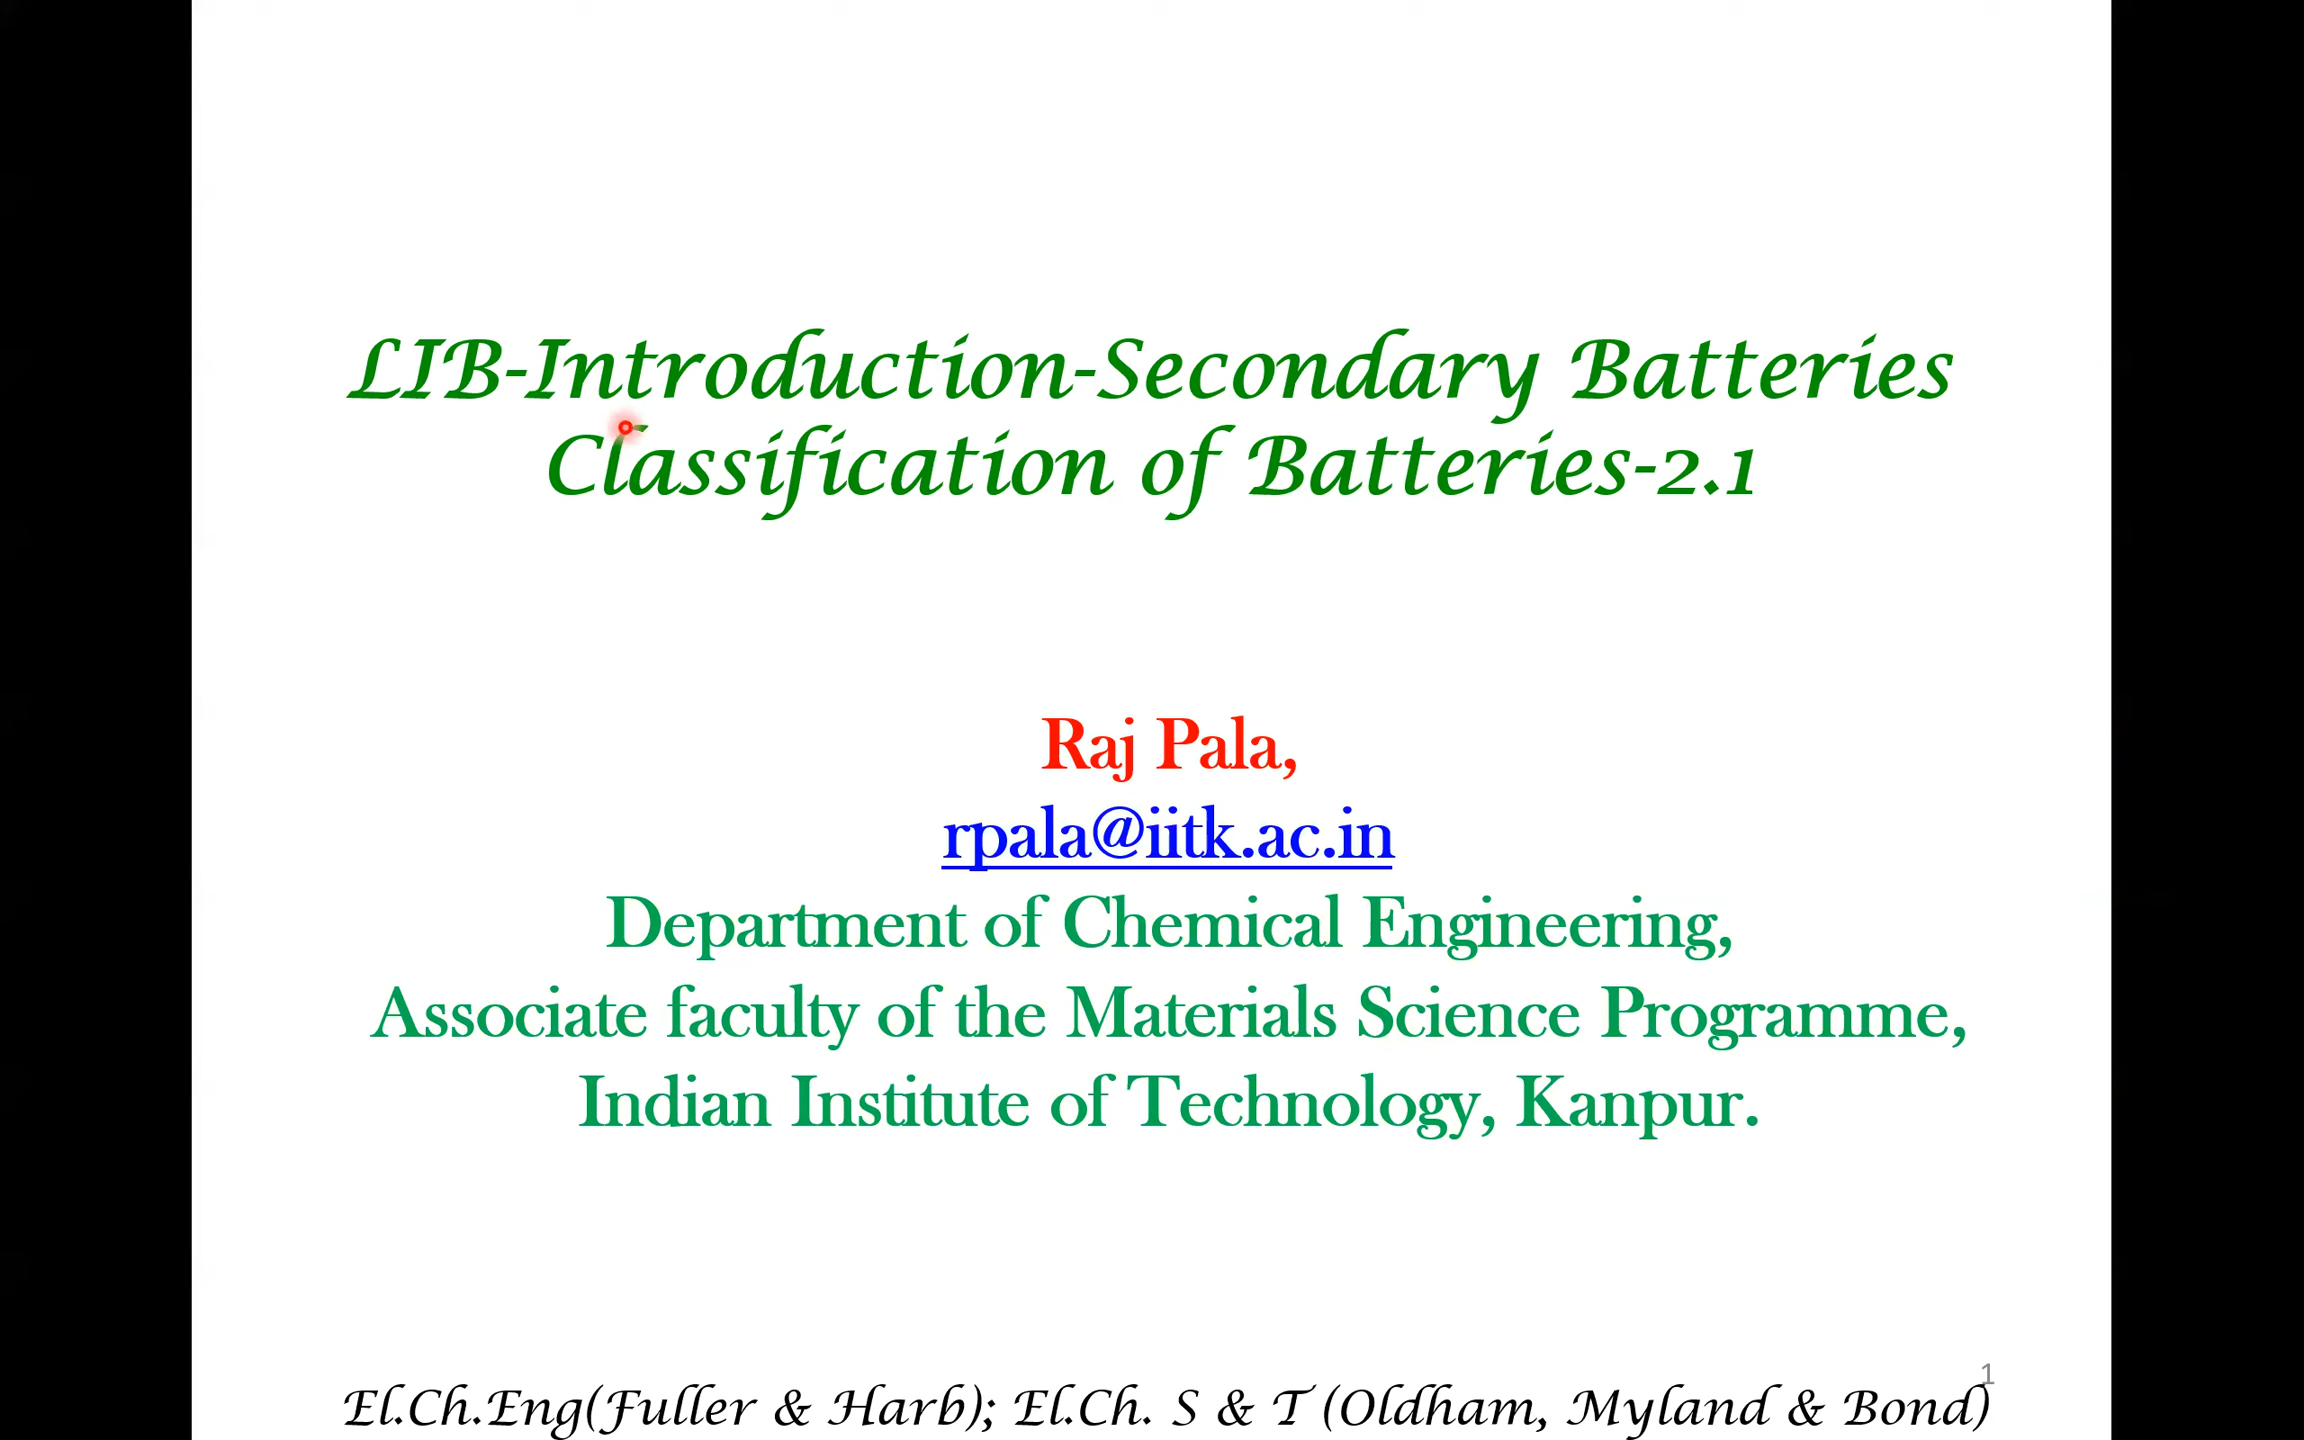 LIB-Introduction-Secondary Batteries
Classification of Batteries-2.1
Raj Pala,
rpala@iitk.ac.in
Department of Chemical Engineering,
Associate faculty of the Materials Science Programme,
Indian Institute of Technology, Kanpur.
1
El.Ch.Eng(Fuller & Harb); El.Ch. S & T (Oldham, Myland & Bond)